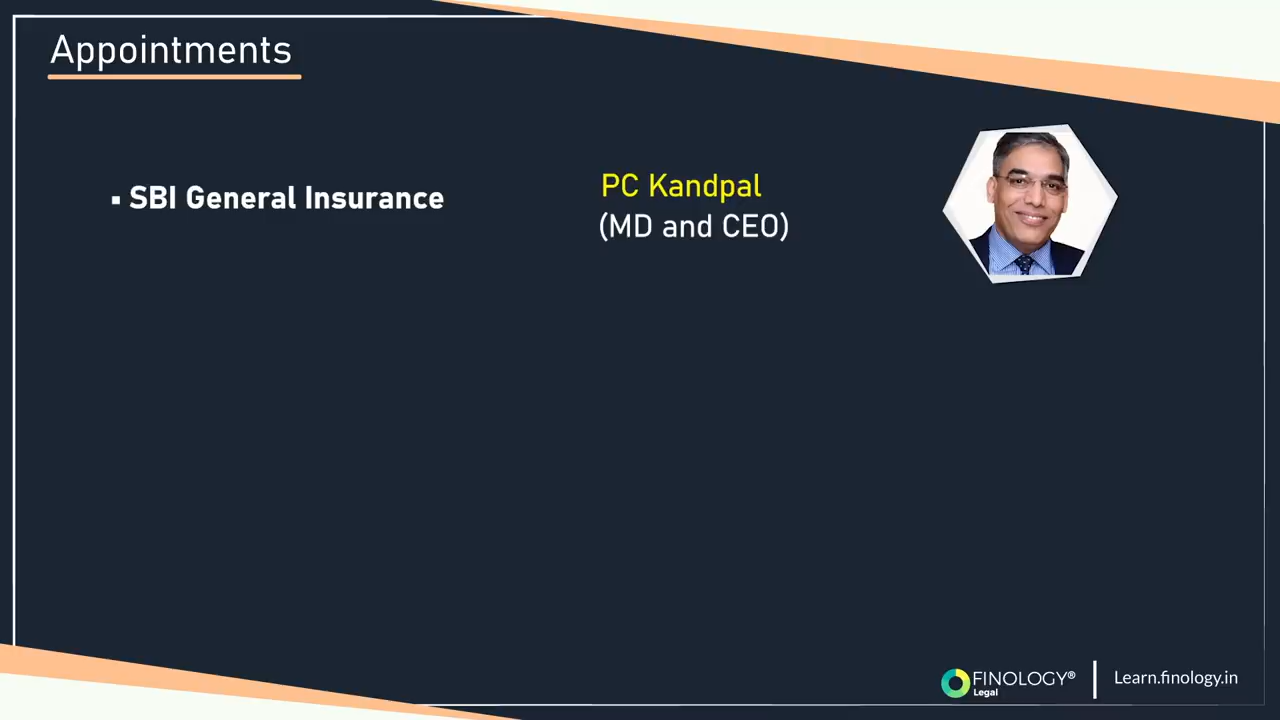 Appointments
▪ SBI General Insurance
PC Kandpal
(MD and CEO)
FINOLOGY®
Legal
Learn.finology.in